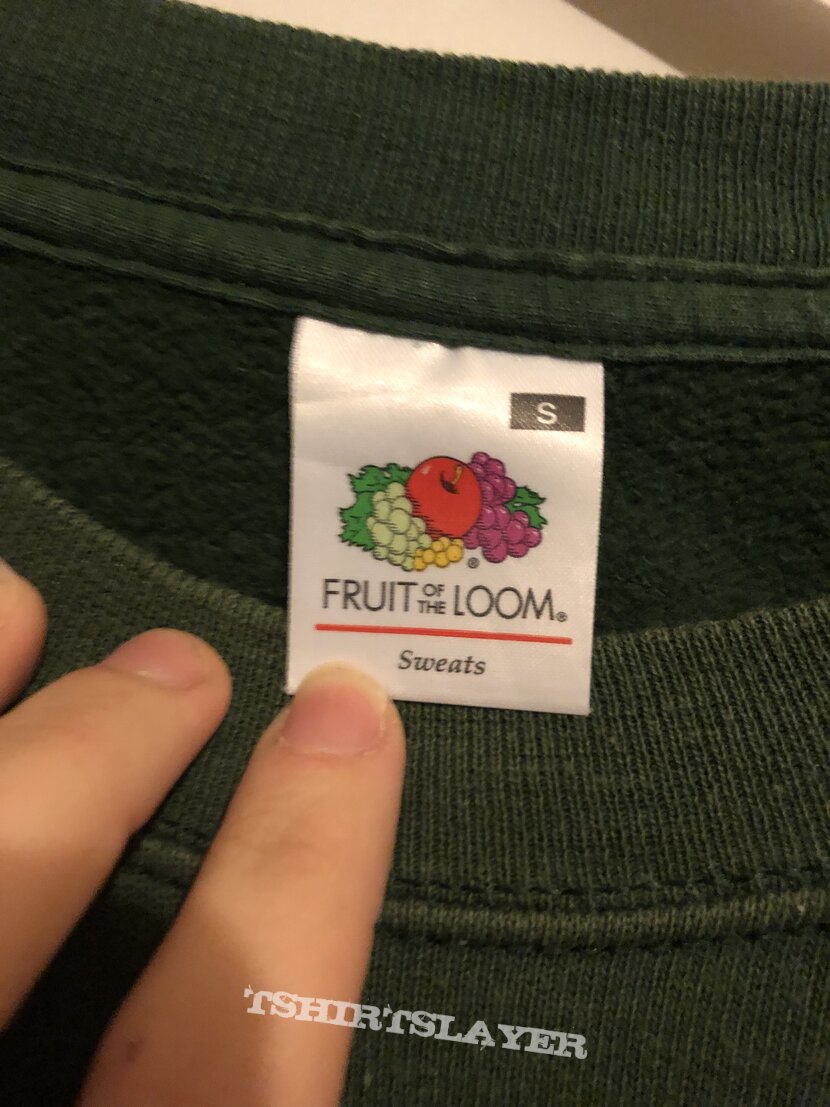 S
FRUIT OF THE LOOM®
Sweats
TSHIRTSLAYER